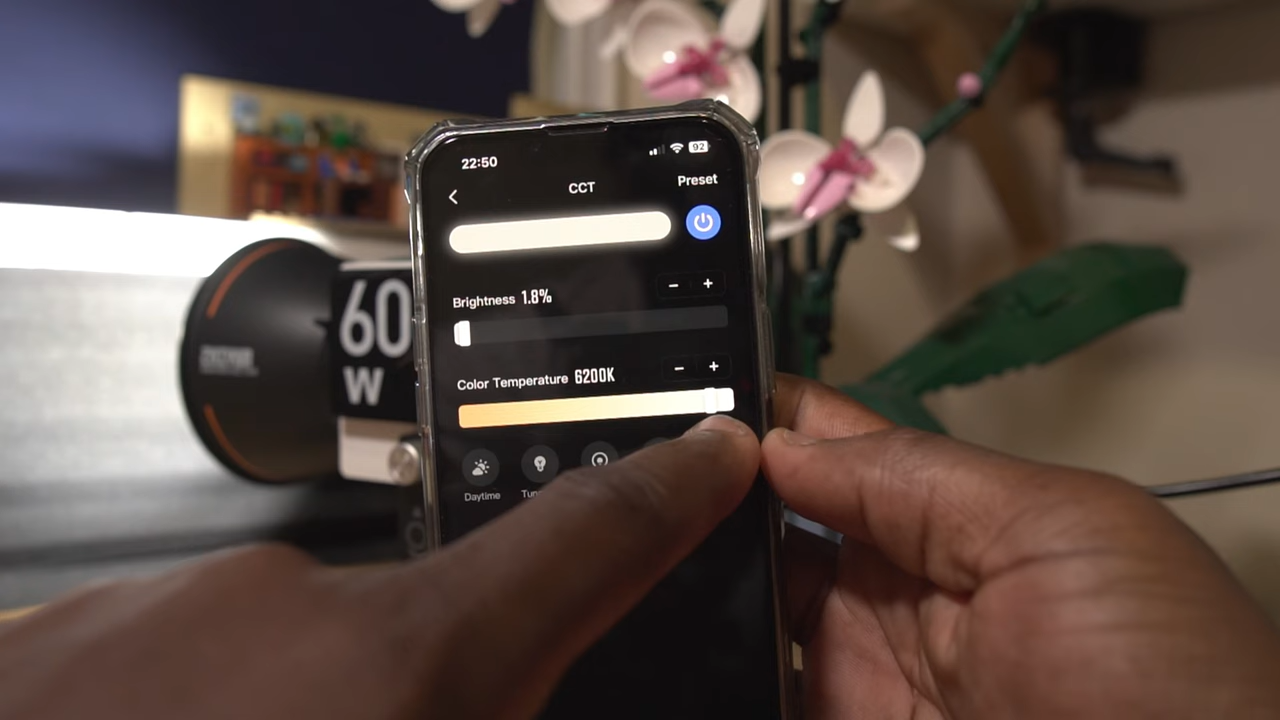 22:50
92
CCT
Preset
Brightness 1.8%
− +
Color Temperature 6200K
− +
Daytime
60
W